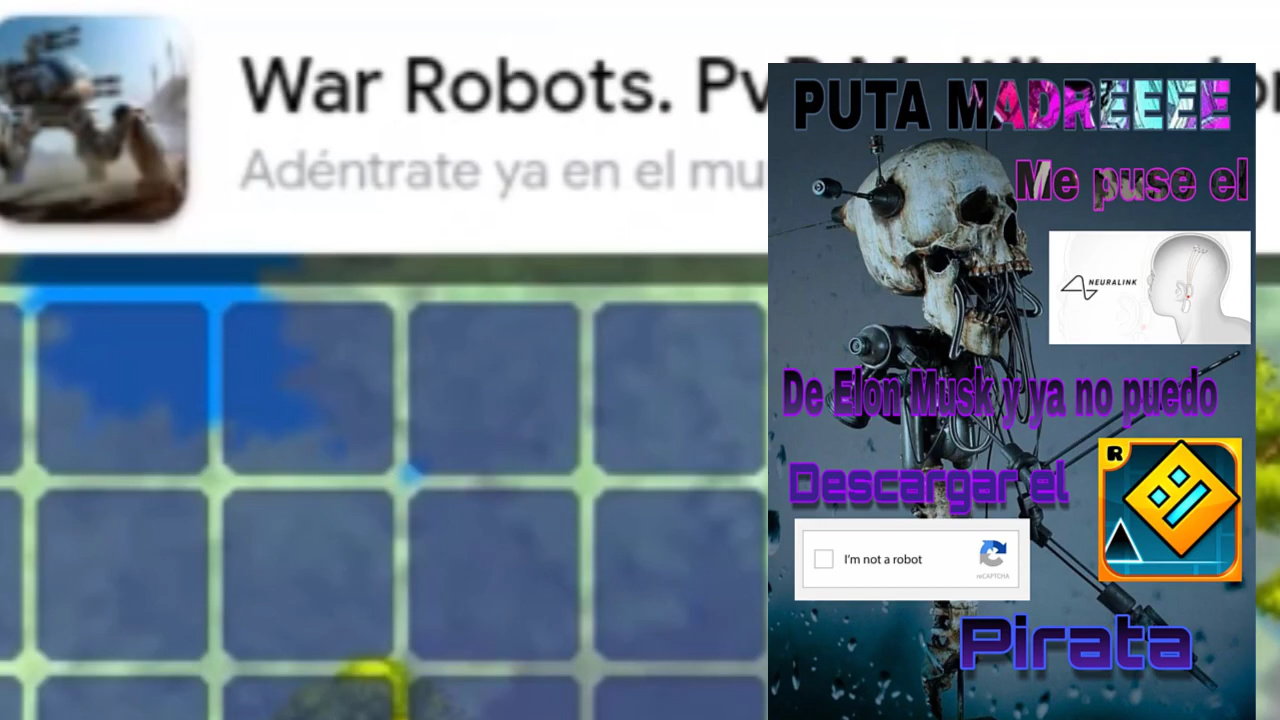 War Robots. Pv
Adéntrate ya en el mu
PUTA MADREEEE
Me puse el
NEURALINK
De Elon Musk y ya no puedo
Descargar el
R
I'm not a robot
reCAPTCHA
Pirata